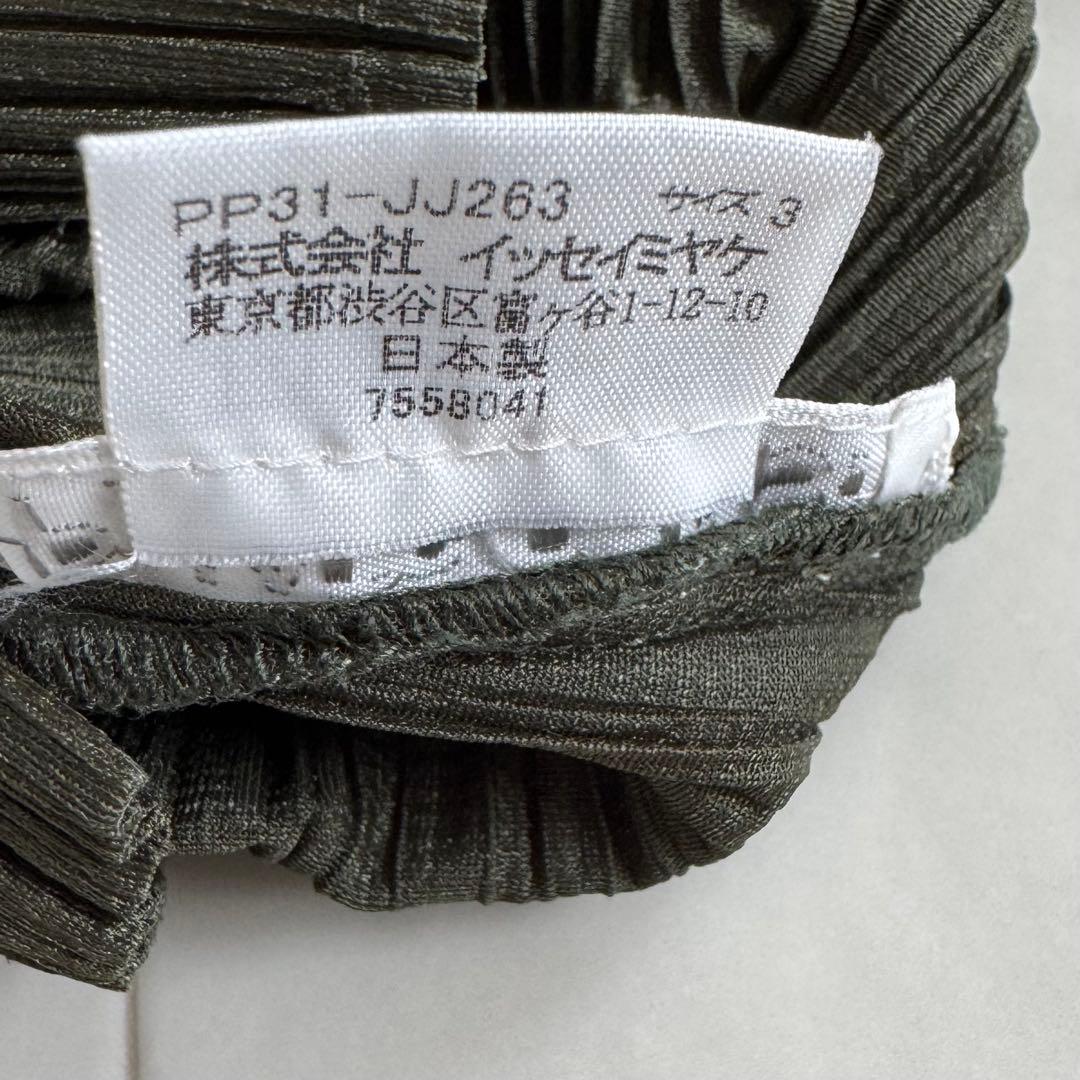 PP31-JJ263 サイズ 3
株式会社 イッセイミヤケ
東京都渋谷区富ヶ谷1-12-10
日本製
7558041